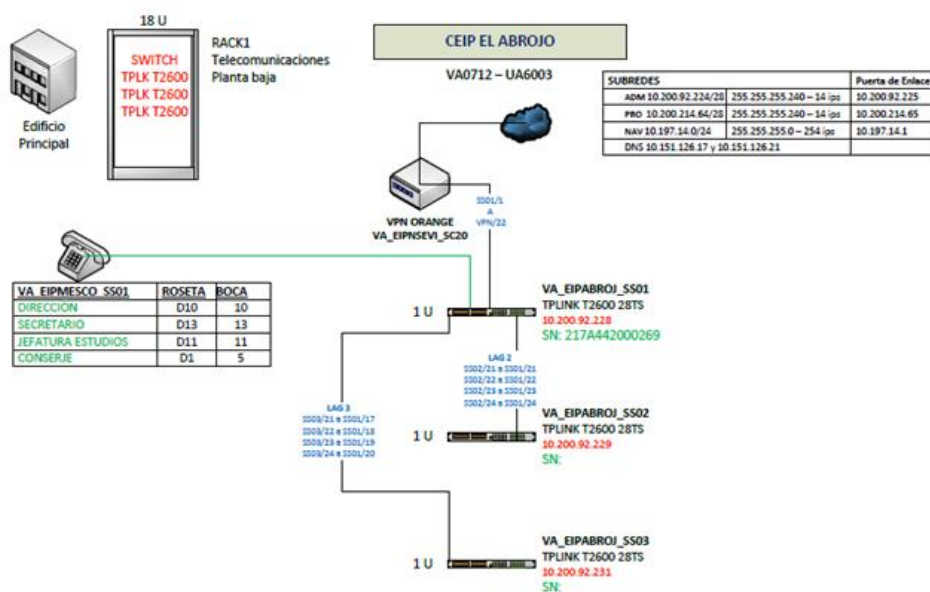 18 U
SWITCH
TPLK T2600
TPLK T2600
TPLK T2600
RACK1
Telecomunicaciones
Planta baja
Edificio
Principal
CEIP EL ABROJO
VA0712 – UA6003
SUBREDES Puerta de Enlace
ADM 10.200.92.224/28 255.255.255.240 – 14 ips 10.200.92.225
PRO 10.200.214.64/28 255.255.255.240 – 14 ips 10.200.214.65
NAV 10.197.14.0/24 255.255.255.0 – 254 ips 10.197.14.1
DNS 10.151.126.17 y 10.151.126.21
VPN ORANGE
VA_EIPNSEVI_SC20
SS01/1
A
VPN/22
VA_EIPMESCO_SS01 ROSETA BOCA
DIRECCIÓN D10 10
SECRETARIO D13 13
JEFATURA ESTUDIOS D11 11
CONSERJE D1 5
1 U
VA_EIPABROJ_SS01
TPLINK T2600 28TS
10.200.92.228
SN: 217A442000269
LAG 2
SS02/21 a SS01/21
SS02/22 a SS01/22
SS02/23 a SS01/23
SS02/24 a SS01/24
LAG 3
SS03/21 a SS01/17
SS03/22 a SS01/18
SS03/23 a SS01/19
SS03/24 a SS01/20
1 U
VA_EIPABROJ_SS02
TPLINK T2600 28TS
10.200.92.229
SN:
1 U
VA_EIPABROJ_SS03
TPLINK T2600 28TS
10.200.92.231
SN: